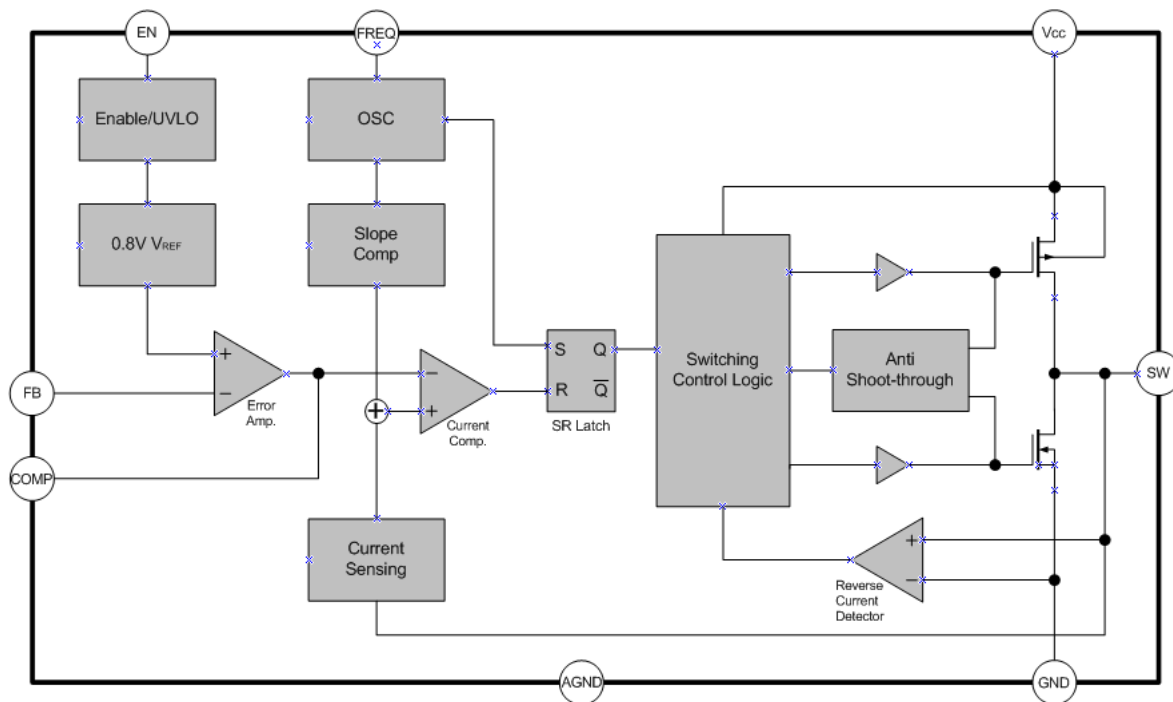 EN
FREQ
Vcc
Enable/UVLO
OSC
0.8V VREF
Slope
Comp
+
−
Error
Amp.
FB
COMP
−
+
Current
Comp.
+
S Q
R Q̅
SR Latch
Switching
Control Logic
Anti
Shoot-through
SW
Current
Sensing
+
−
Reverse
Current
Detector
AGND
GND